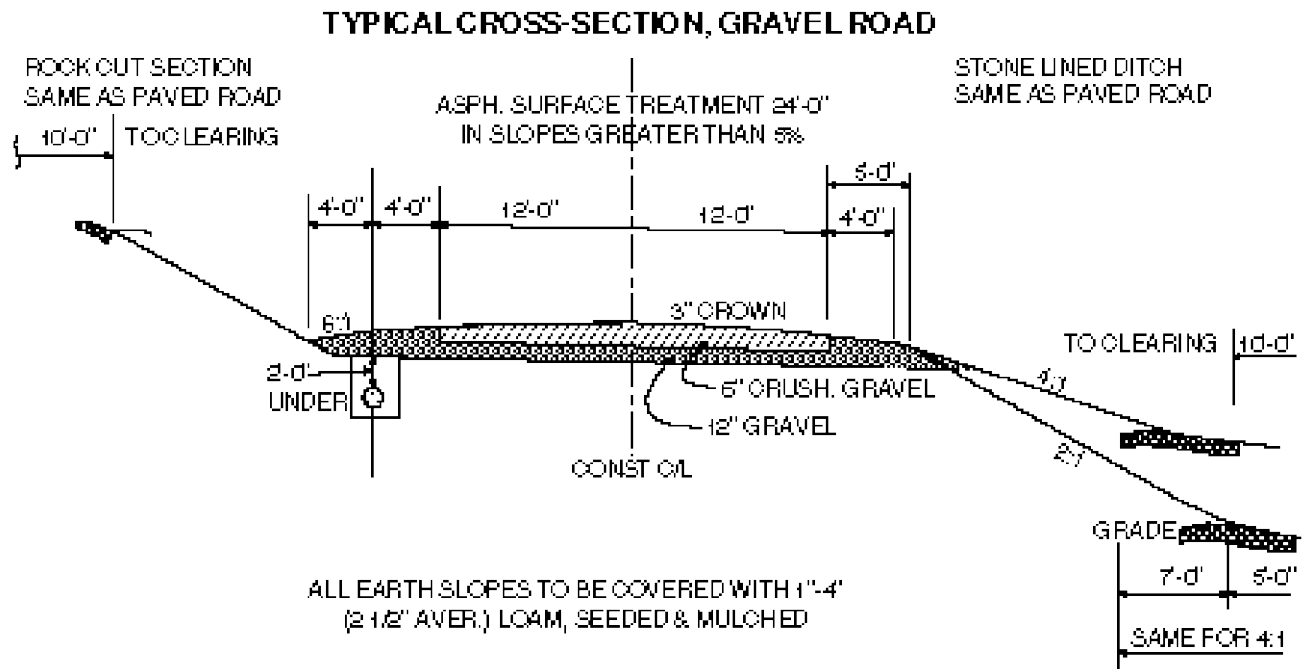 TYPICAL CROSS-SECTION, GRAVEL ROAD
ROCK CUT SECTION
SAME AS PAVED ROAD
10'-0" TO CLEARING
ASPH. SURFACE TREATMENT 24'-0"
IN SLOPES GREATER THAN 5%
STONE LINED DITCH
SAME AS PAVED ROAD
5'-0"
4'-0" 4'-0" 12'-0" 12'-0" 4'-0"
6:1
3" CROWN
TO CLEARING 10'-0"
2'-0"
UNDER
4:1
6" CRUSH. GRAVEL
12" GRAVEL
2:1
CONST C/L
GRADE
7'-0" 5'-0"
ALL EARTH SLOPES TO BE COVERED WITH 1"-4"
(2 1/2" AVER.) LOAM, SEEDED & MULCHED
SAME FOR 4:1